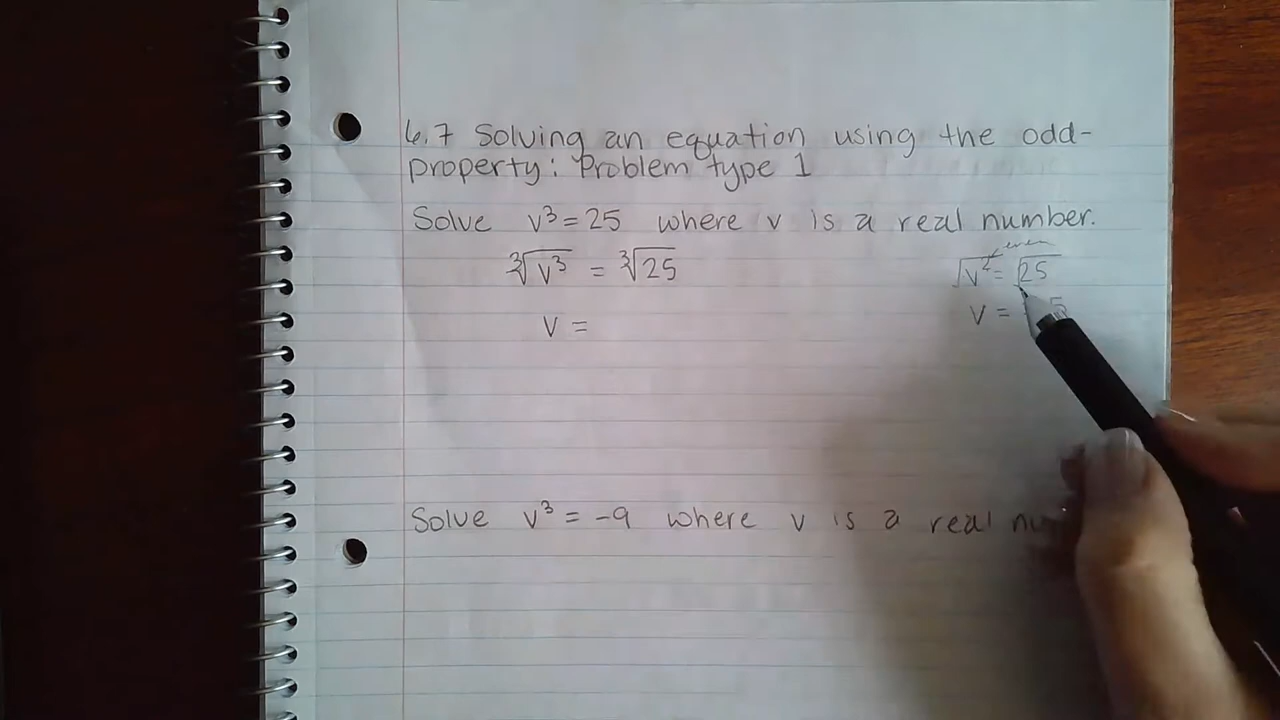 6.7 Solving an equation using the odd-
property: Problem type 1
Solve v³=25 where v is a real number.
∛v³ = ∛25
v =
even
√v² = √25
v = 5
Solve v³ = -9 where v is a real